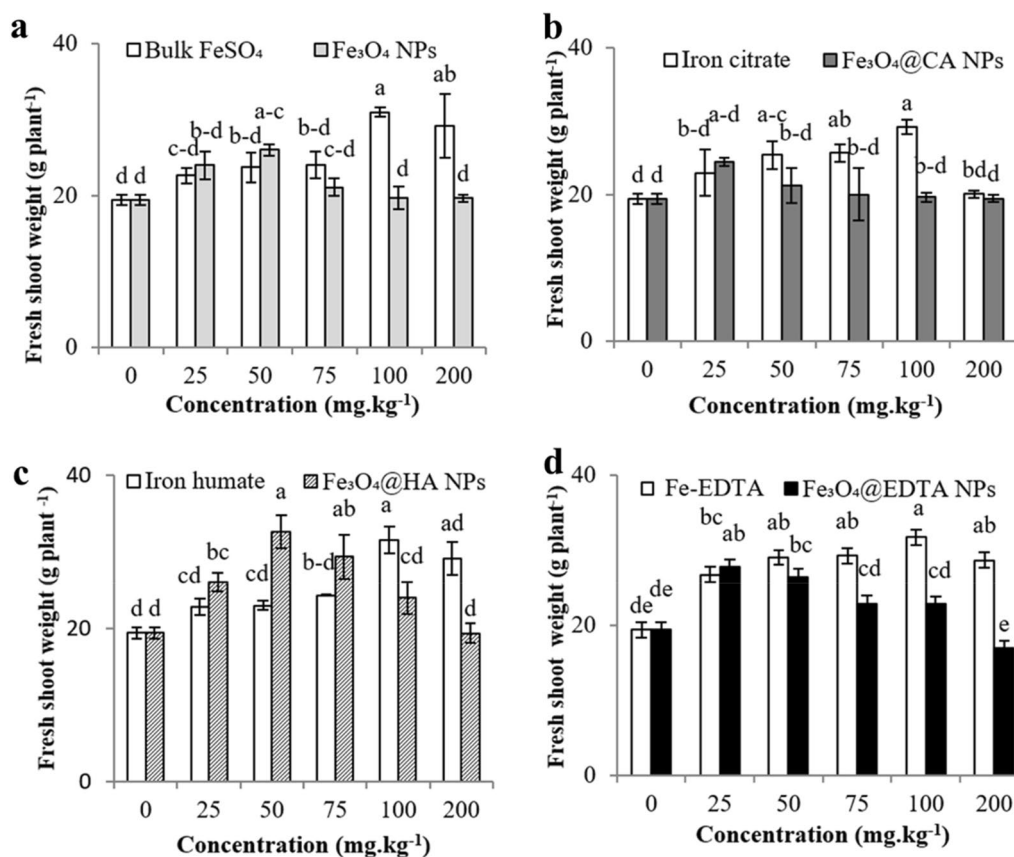 a
Bulk FeSO₄ Fe₃O₄ NPs
Fresh shoot weight (g plant⁻¹)
40
20
0
d d c-d b-d b-d a-c b-d c-d a d ab d
0 25 50 75 100 200
Concentration (mg.kg⁻¹)
b
Iron citrate Fe₃O₄@CA NPs
Fresh shoot weight (g plant⁻¹)
40
20
0
d d b-d a-d a-c b-d ab b-d a b-d bd d
0 25 50 75 100 200
Concentration (mg.kg⁻¹)
c
Iron humate Fe₃O₄@HA NPs
Fresh shoot weight (g plant ⁻¹)
40
20
0
d d cd bc cd a b-d ab a cd ad d
0 25 50 75 100 200
Concentration (mg.kg⁻¹)
d
Fe-EDTA Fe₃O₄@EDTA NPs
Fresh shoot weight (g plant⁻¹)
40
20
0
de de bc ab ab bc ab cd a cd ab e
0 25 50 75 100 200
Concentration (mg.kg⁻¹)